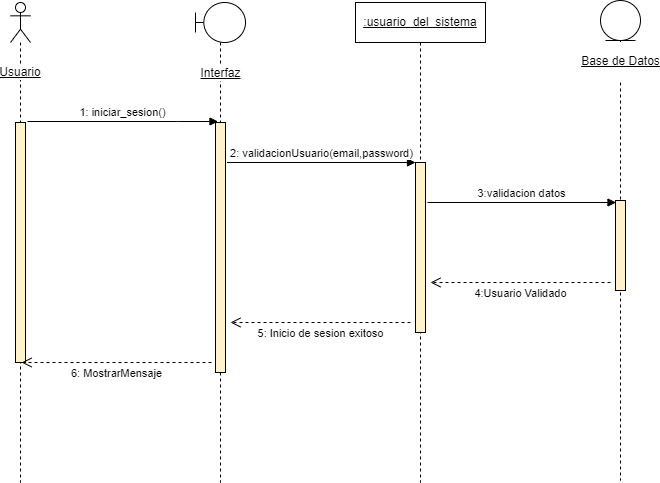 :usuario_del_sistema
Base de Datos
Usuario
Interfaz
1: iniciar_sesion()
2: validacionUsuario(email,password)
3:validacion datos
4:Usuario Validado
5: Inicio de sesion exitoso
6: MostrarMensaje